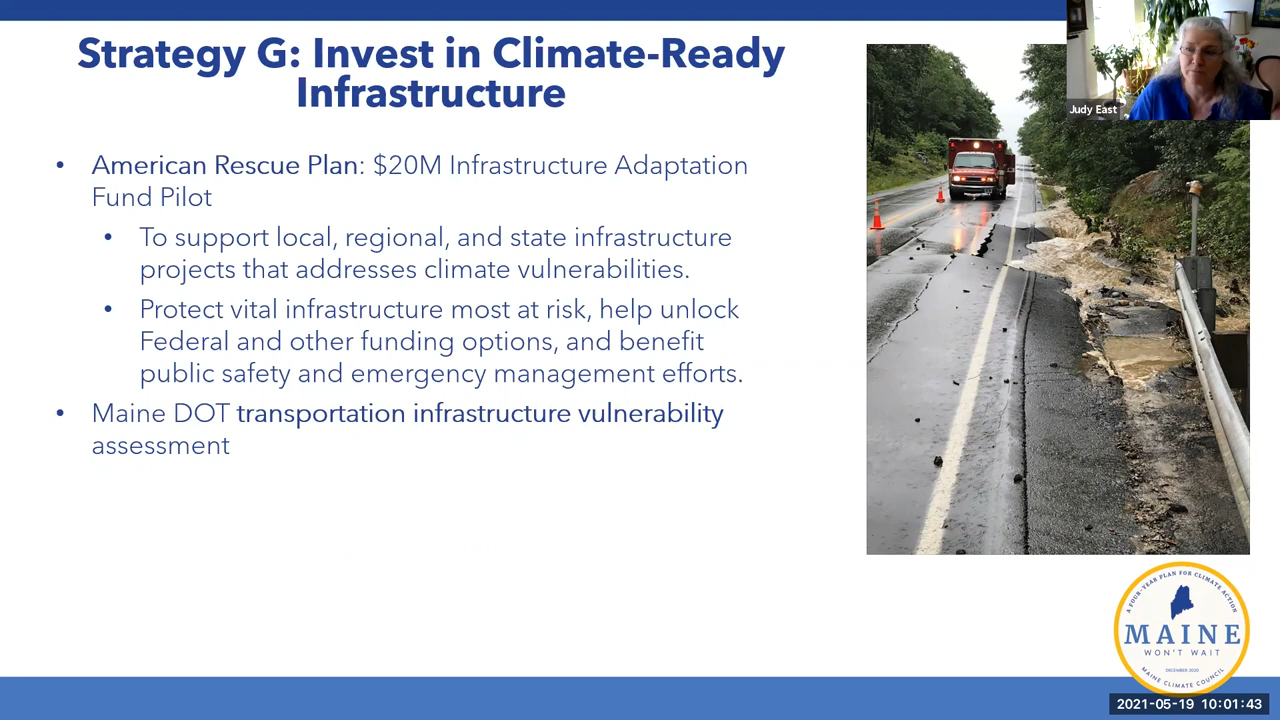 Strategy G: Invest in Climate-Ready
Infrastructure
• American Rescue Plan: $20M Infrastructure Adaptation
Fund Pilot
• To support local, regional, and state infrastructure
projects that addresses climate vulnerabilities.
• Protect vital infrastructure most at risk, help unlock
Federal and other funding options, and benefit
public safety and emergency management efforts.
• Maine DOT transportation infrastructure vulnerability
assessment
Judy East
A FOUR-YEAR PLAN FOR CLIMATE ACTION
MAINE
WON'T WAIT
DECEMBER 2020
MAINE CLIMATE COUNCIL
2021-05-19 10:01:43